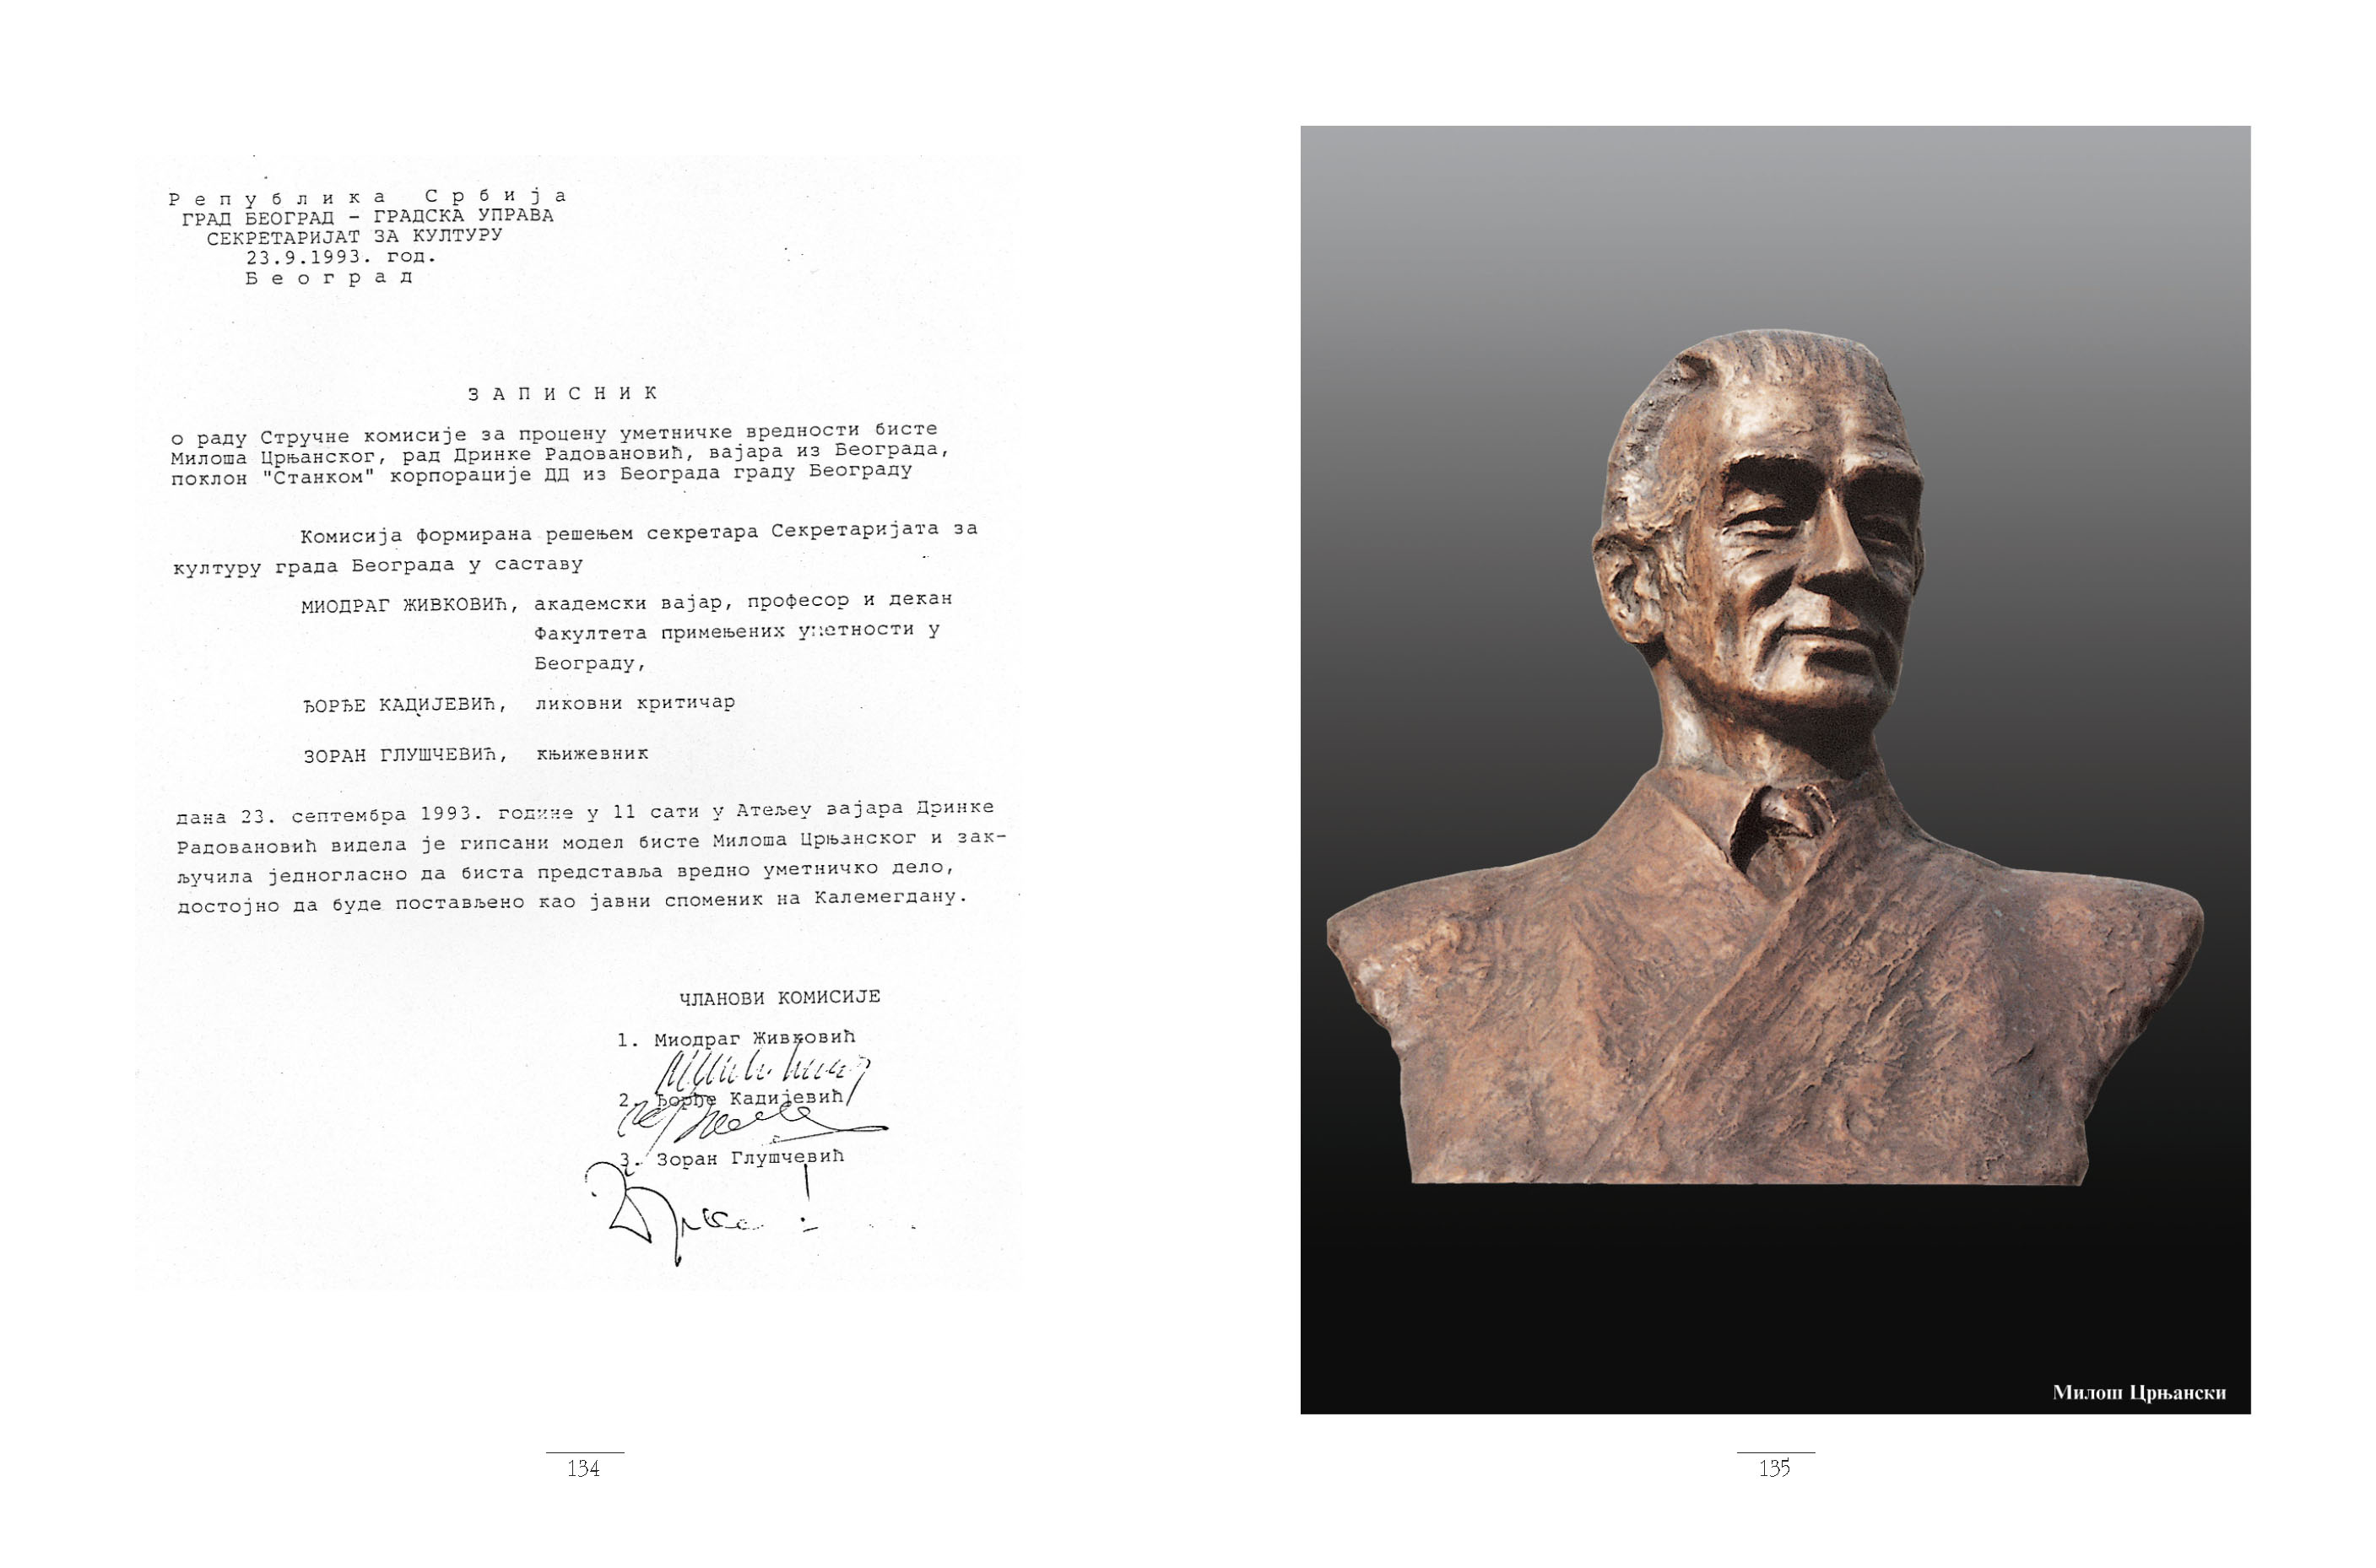 Република Србија
ГРАД БЕОГРАД - ГРАДСКА УПРАВА
СЕКРЕТАРИЈАТ ЗА КУЛТУРУ
23.9.1993. год.
Београд
ЗАПИСНИК
о раду Стручне комисије за процену уметничке вредности бисте
Милоша Црњанског, рад Дринке Радовановић, вајара из Београда,
поклон "Станком" корпорације ДД из Београда граду Београду
Комисија формирана решењем секретара Секретаријата за
културу града Београда у саставу
МИОДРАГ ЖИВКОВИЋ, академски вајар, професор и декан
Факултета примењених уметности у
Београду,
ЂОРЂЕ КАДИЈЕВИЋ, ликовни критичар
ЗОРАН ГЛУШЧЕВИЋ, књижевник
дана 23. септембра 1993. године у 11 сати у Атељеу вајара Дринке
Радовановић видела је гипсани модел бисте Милоша Црњанског и зак-
ључила једногласно да биста представља вредно уметничко дело,
достојно да буде постављено као јавни споменик на Калемегдану.
ЧЛАНОВИ КОМИСИЈЕ
1. Миодраг Живковић
2. Ђорђе Кадијевић
3. Зоран Глушчевић
134
Милош Црњански
135